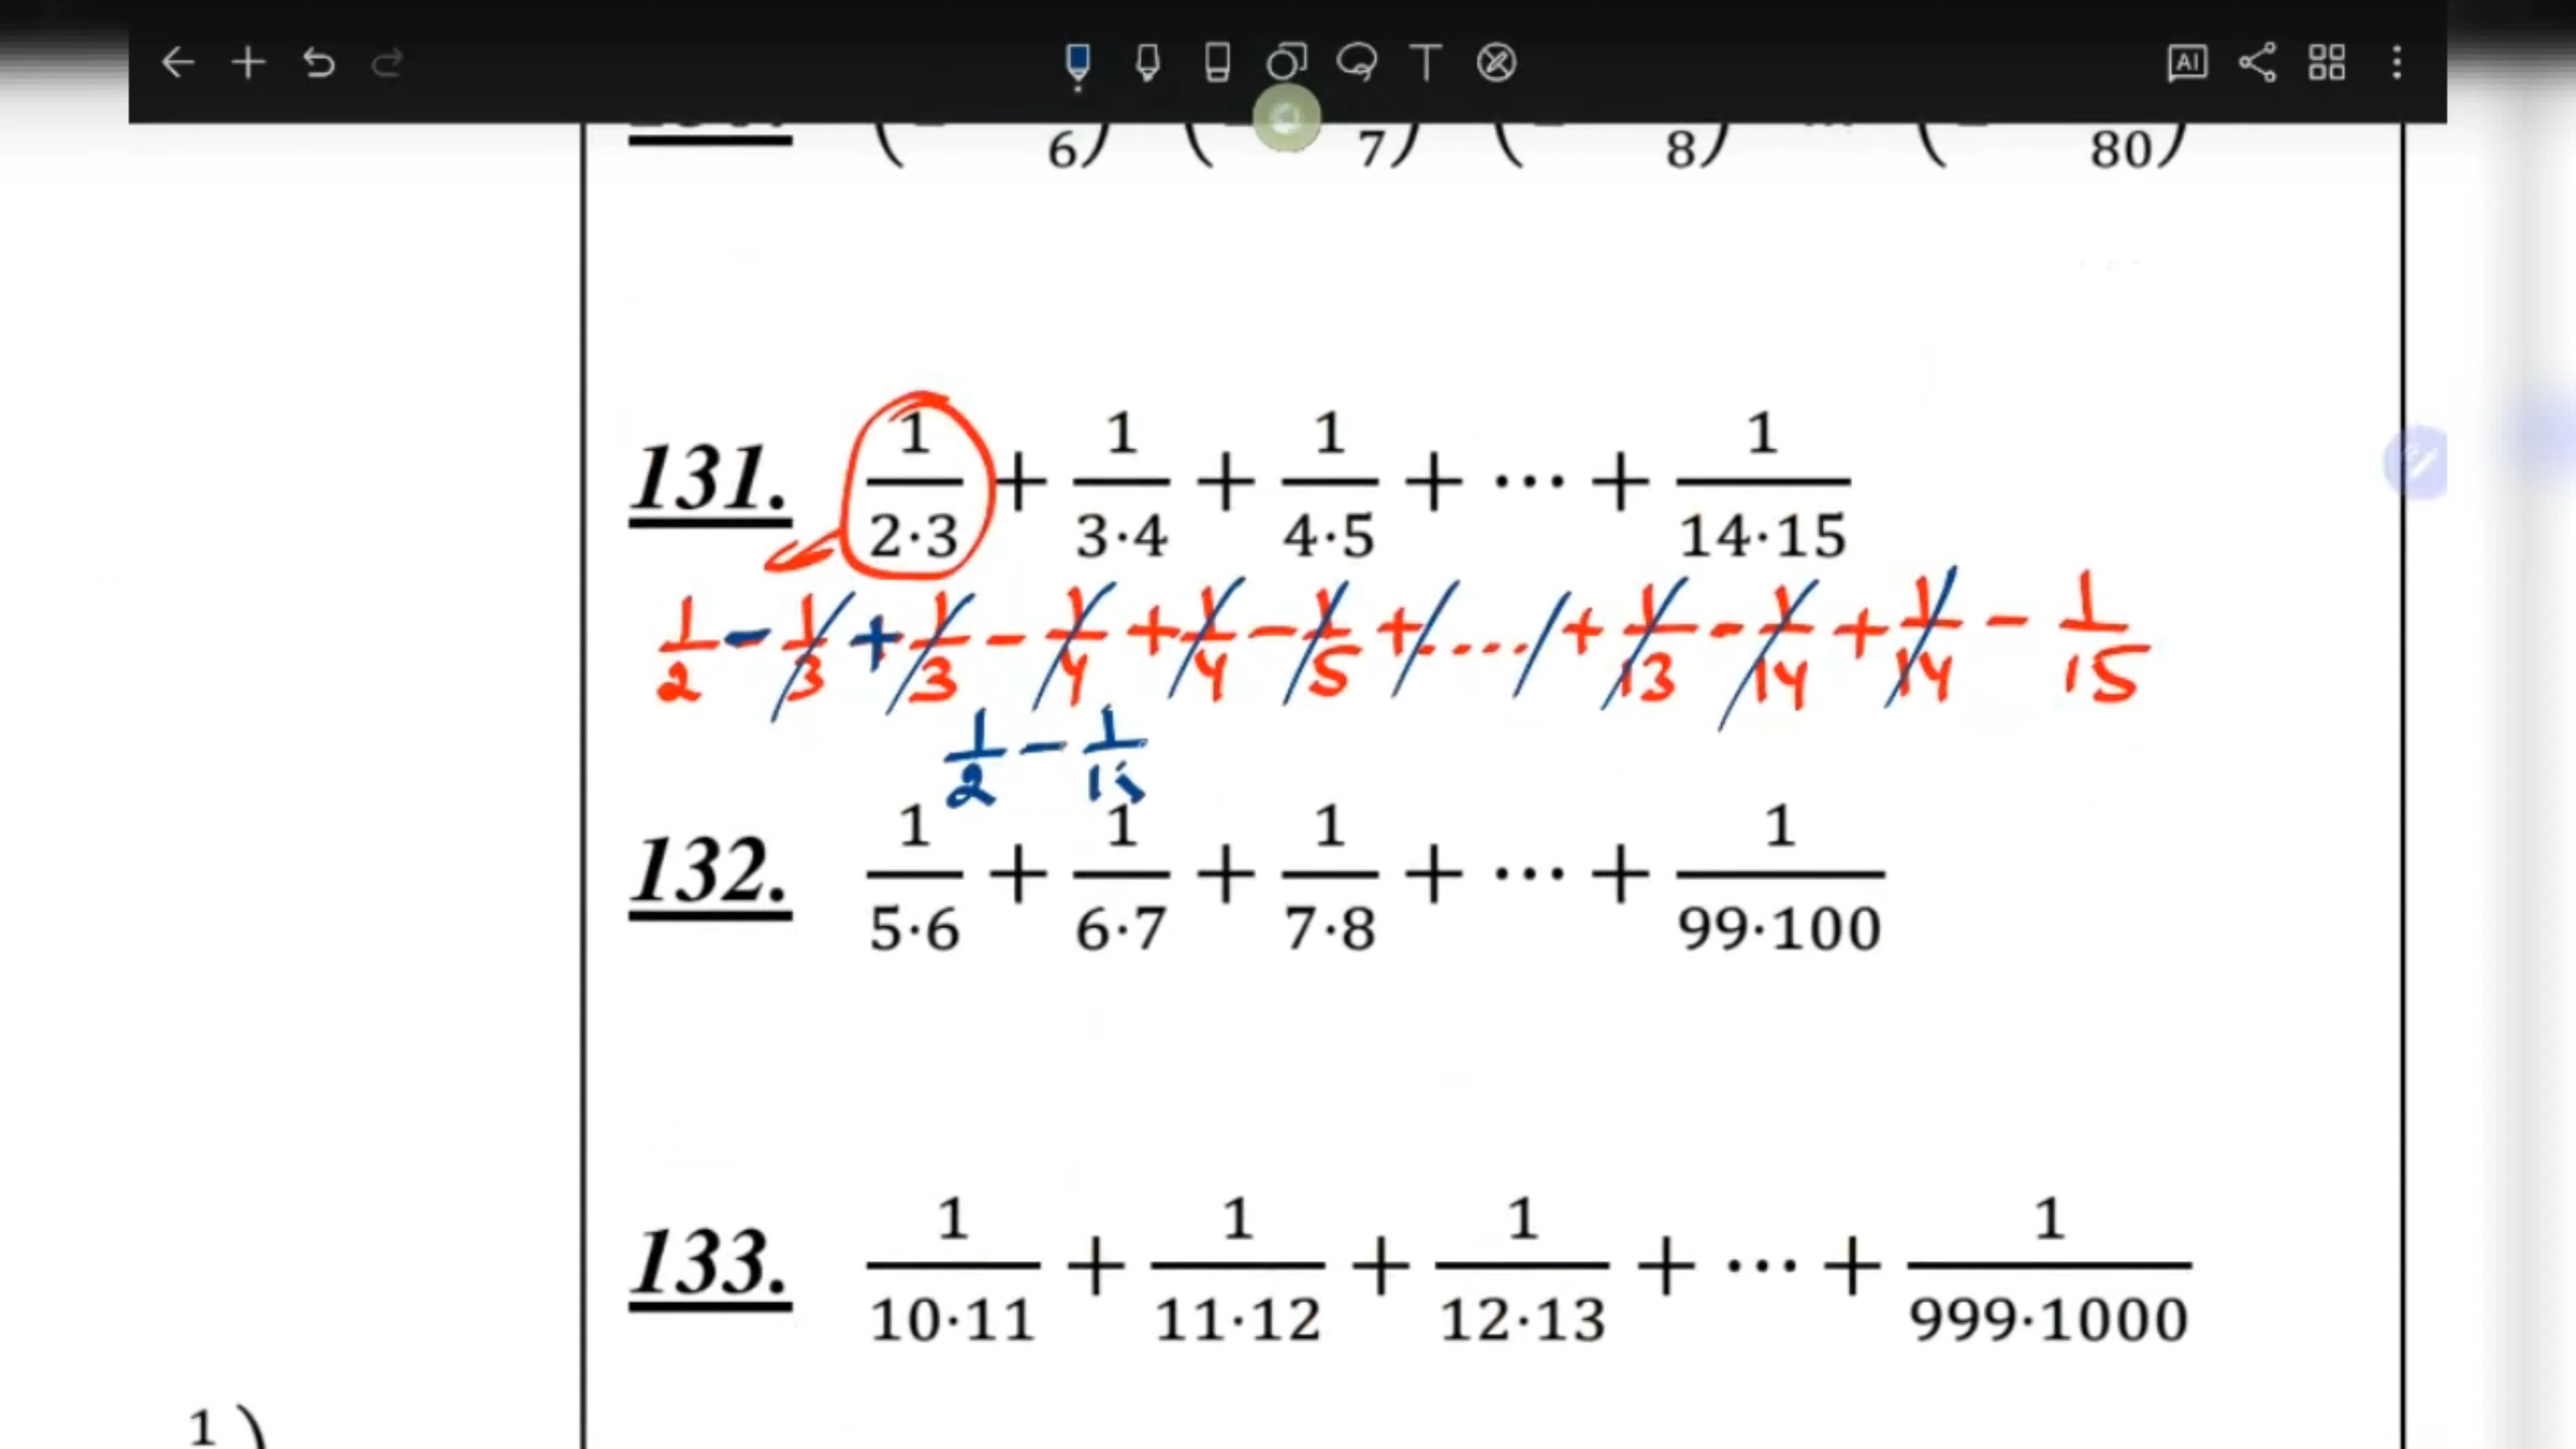 AI
6) 7) 8) 80)
131. 1/(2·3) + 1/(3·4) + 1/(4·5) + ⋯ + 1/(14·15)
1/2 - 1/3 + 1/3 - 1/4 + 1/4 - 1/5 + .... + 1/13 - 1/14 + 1/14 - 1/15
1/2 - 1/15
132. 1/(5·6) + 1/(6·7) + 1/(7·8) + ⋯ + 1/(99·100)
133. 1/(10·11) + 1/(11·12) + 1/(12·13) + ⋯ + 1/(999·1000)
1)